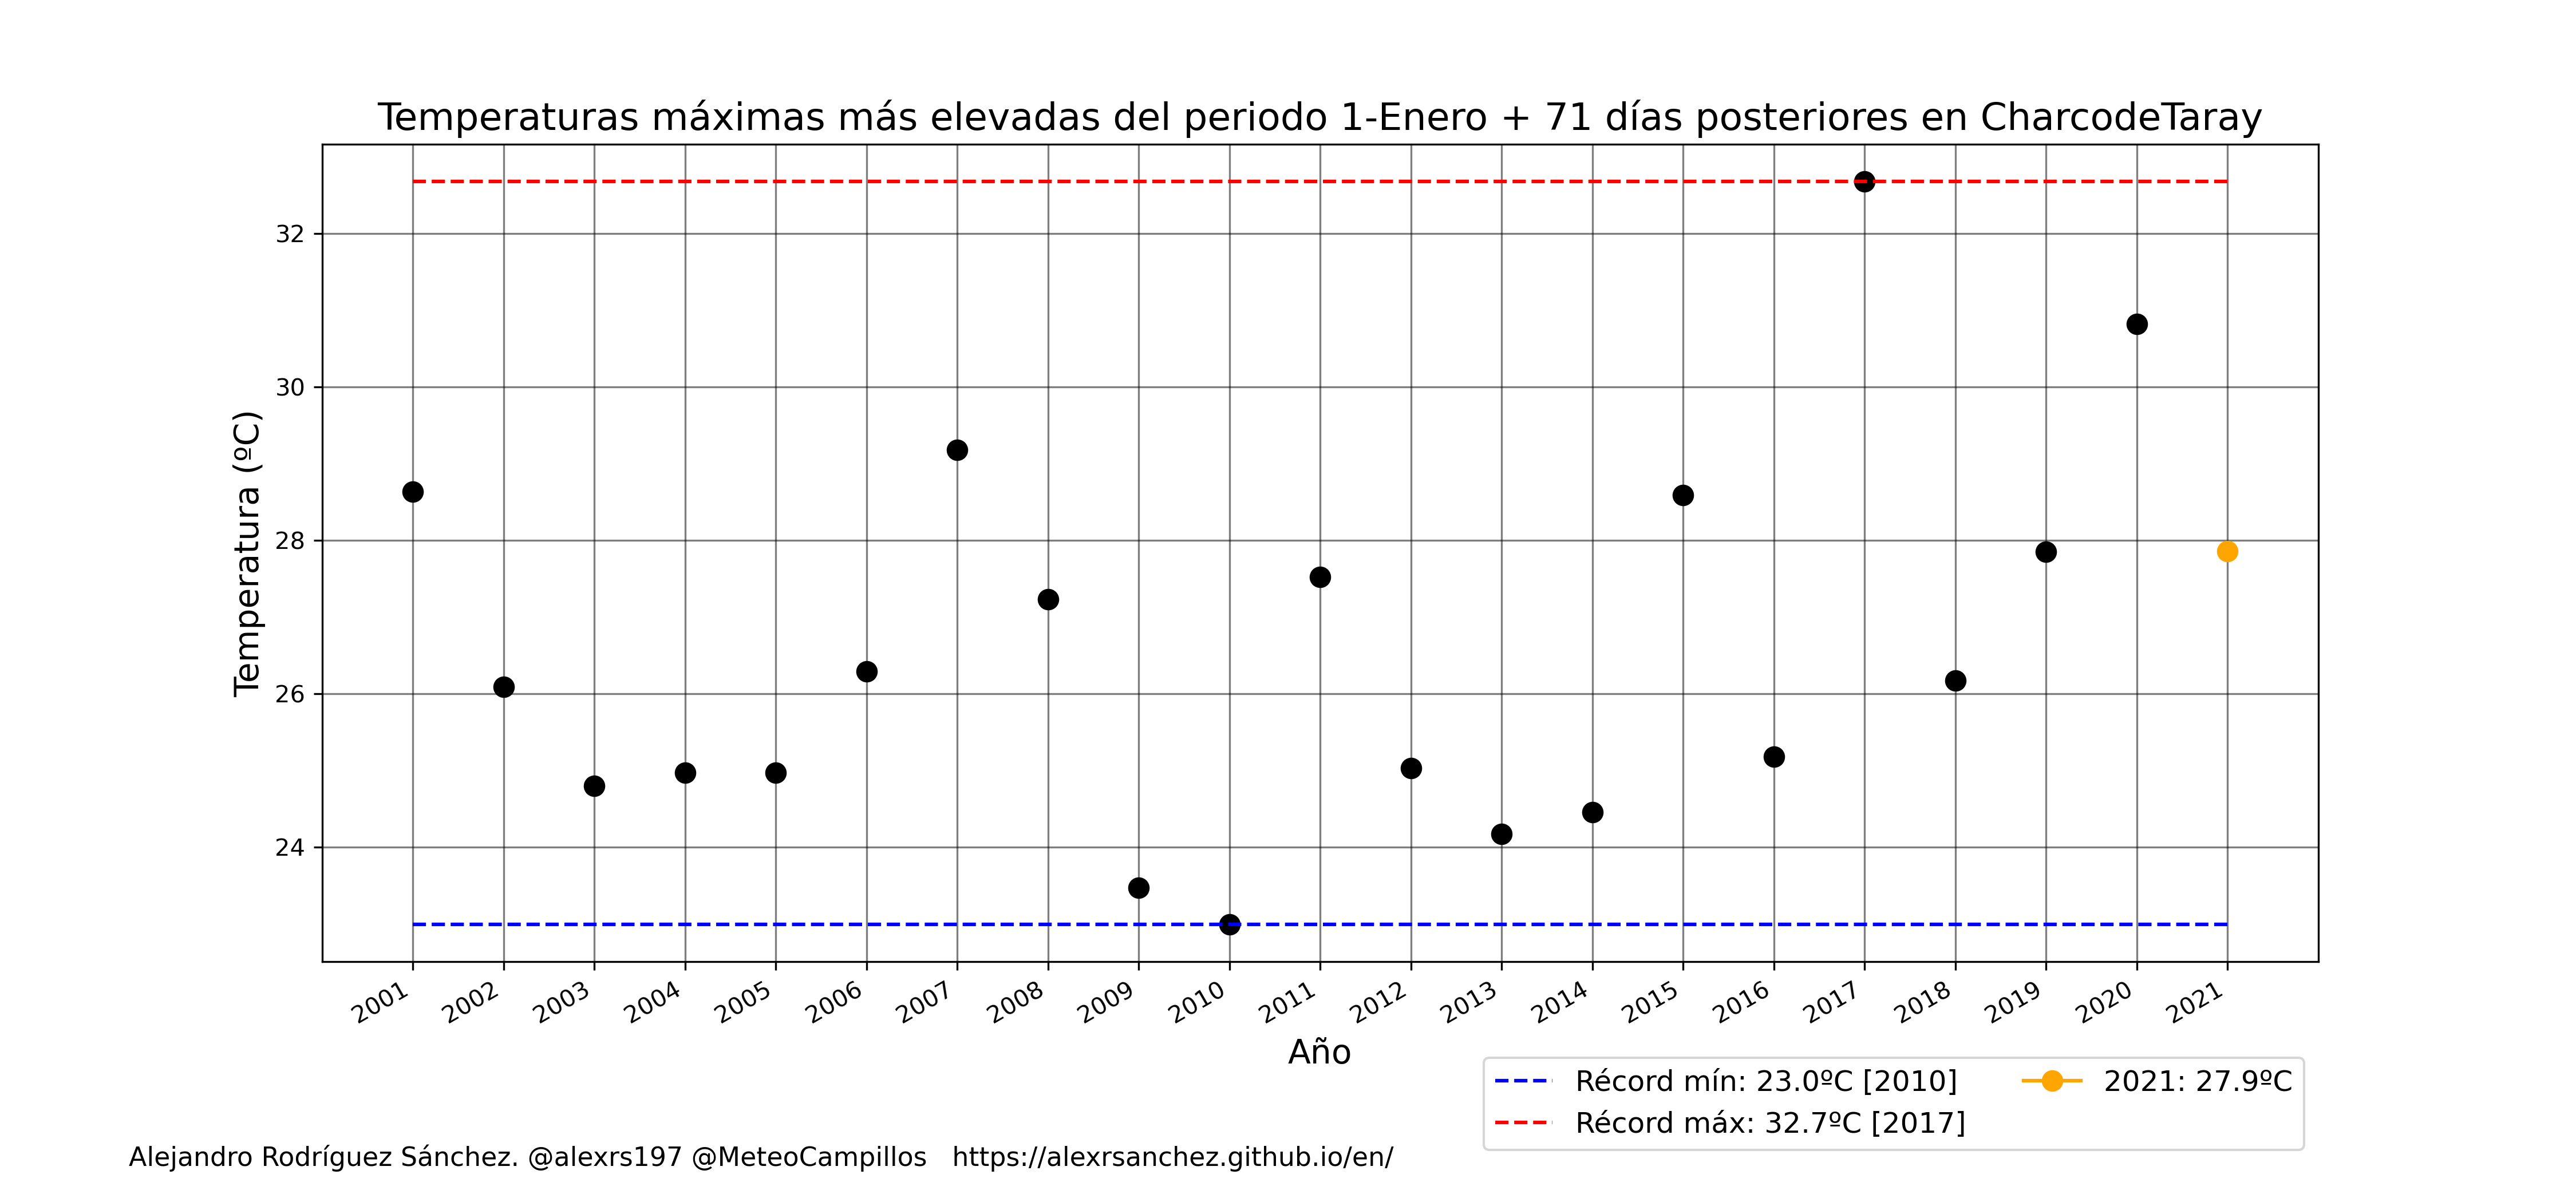 Temperaturas máximas más elevadas del periodo 1-Enero + 71 días posteriores en CharcodeTaray
Temperatura (ºC)
32
30
28
26
24
2001 2002 2003 2004 2005 2006 2007 2008 2009 2010 2011 2012 2013 2014 2015 2016 2017 2018 2019 2020 2021
Año
Récord mín: 23.0ºC [2010]
Récord máx: 32.7ºC [2017]
2021: 27.9ºC
Alejandro Rodríguez Sánchez. @alexrs197 @MeteoCampillos https://alexrsanchez.github.io/en/